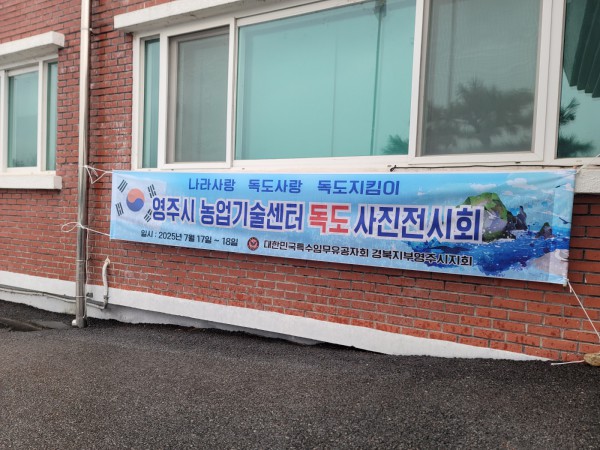 나라사랑 독도사랑 독도지킴이
영주시 농업기술센터 독도 사진전시회
일시 : 2025년 7월 17일 ~ 18일 대한민국특수임무유공자회 경북지부영주시지회